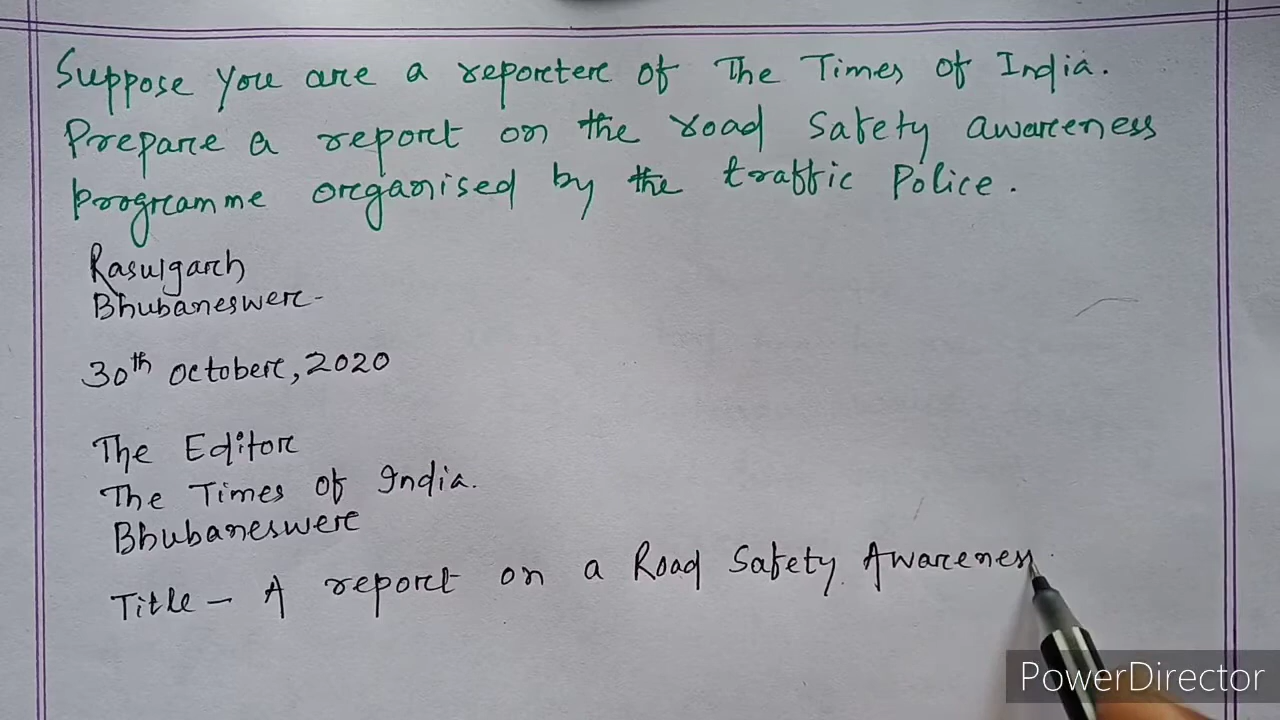 Suppose you are a reporter of The Times of India.
Prepare a report on the road safety awareness
programme organised by the traffic Police.
Rasulgarh
Bhubaneswer
30th october, 2020
The Editor
The Times of India.
Bhubaneswer
Title - A report on a Road Safety Awareness
PowerDirector